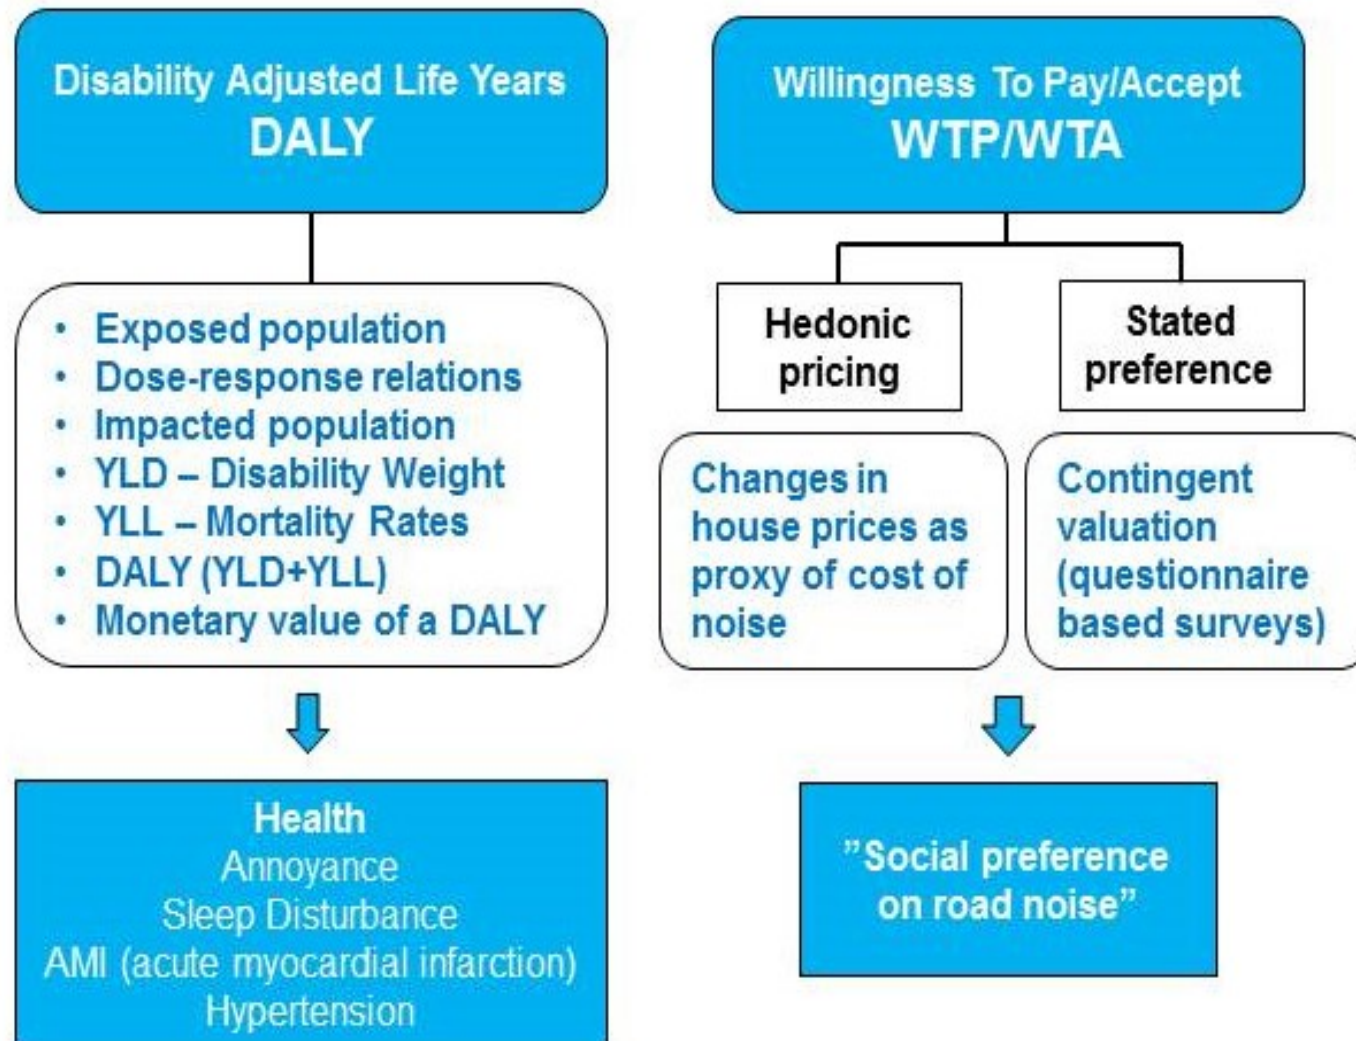 Disability Adjusted Life Years
DALY
• Exposed population
• Dose-response relations
• Impacted population
• YLD – Disability Weight
• YLL – Mortality Rates
• DALY (YLD+YLL)
• Monetary value of a DALY
Health
Annoyance
Sleep Disturbance
AMI (acute myocardial infarction)
Hypertension
Willingness To Pay/Accept
WTP/WTA
Hedonic
pricing
Changes in
house prices as
proxy of cost of
noise
Stated
preference
Contingent
valuation
(questionnaire
based surveys)
”Social preference
on road noise”